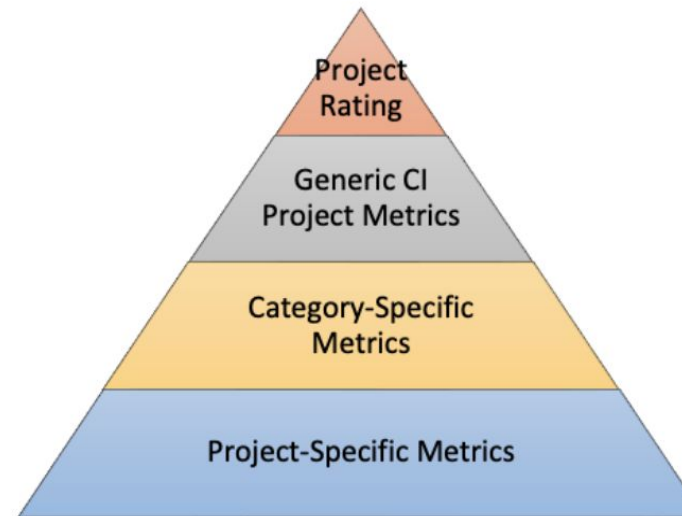 Project
Rating
Generic CI
Project Metrics
Category-Specific
Metrics
Project-Specific Metrics